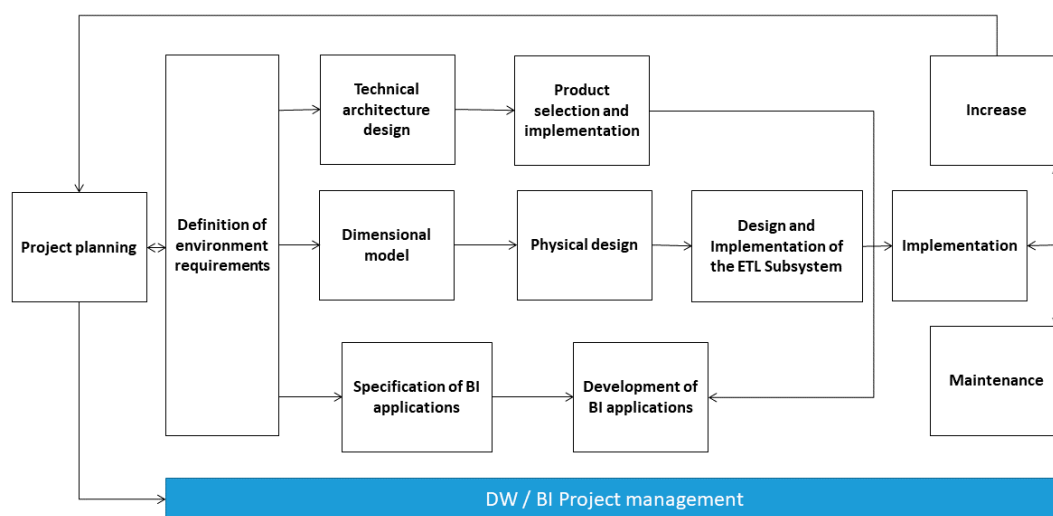 Technical
architecture
design
Product
selection and
implementation
Increase
Project planning
Definition of
environment
requirements
Dimensional
model
Physical design
Design and
Implementation of
the ETL Subsystem
Implementation
Specification of BI
applications
Development of
BI applications
Maintenance
DW / BI Project management